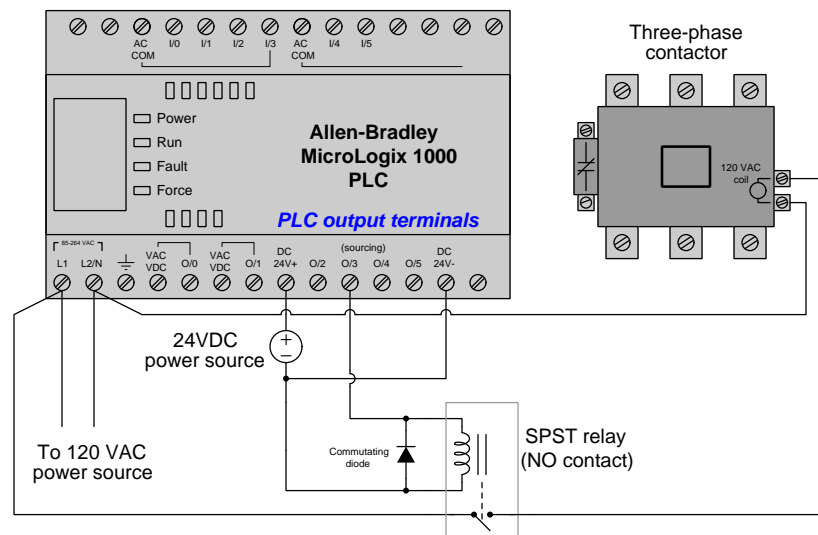 AC COM I/0 I/1 I/2 I/3 AC COM I/4 I/5
Power
Run
Fault
Force
Allen-Bradley
MicroLogix 1000
PLC
PLC output terminals
85-264 VAC
L1 L2/N VAC VDC O/0 VAC VDC O/1 DC 24V+ O/2 (sourcing) O/3 O/4 O/5 DC 24V-
Three-phase
contactor
120 VAC
coil
24VDC
power source
+
−
To 120 VAC
power source
Commutating
diode
SPST relay
(NO contact)